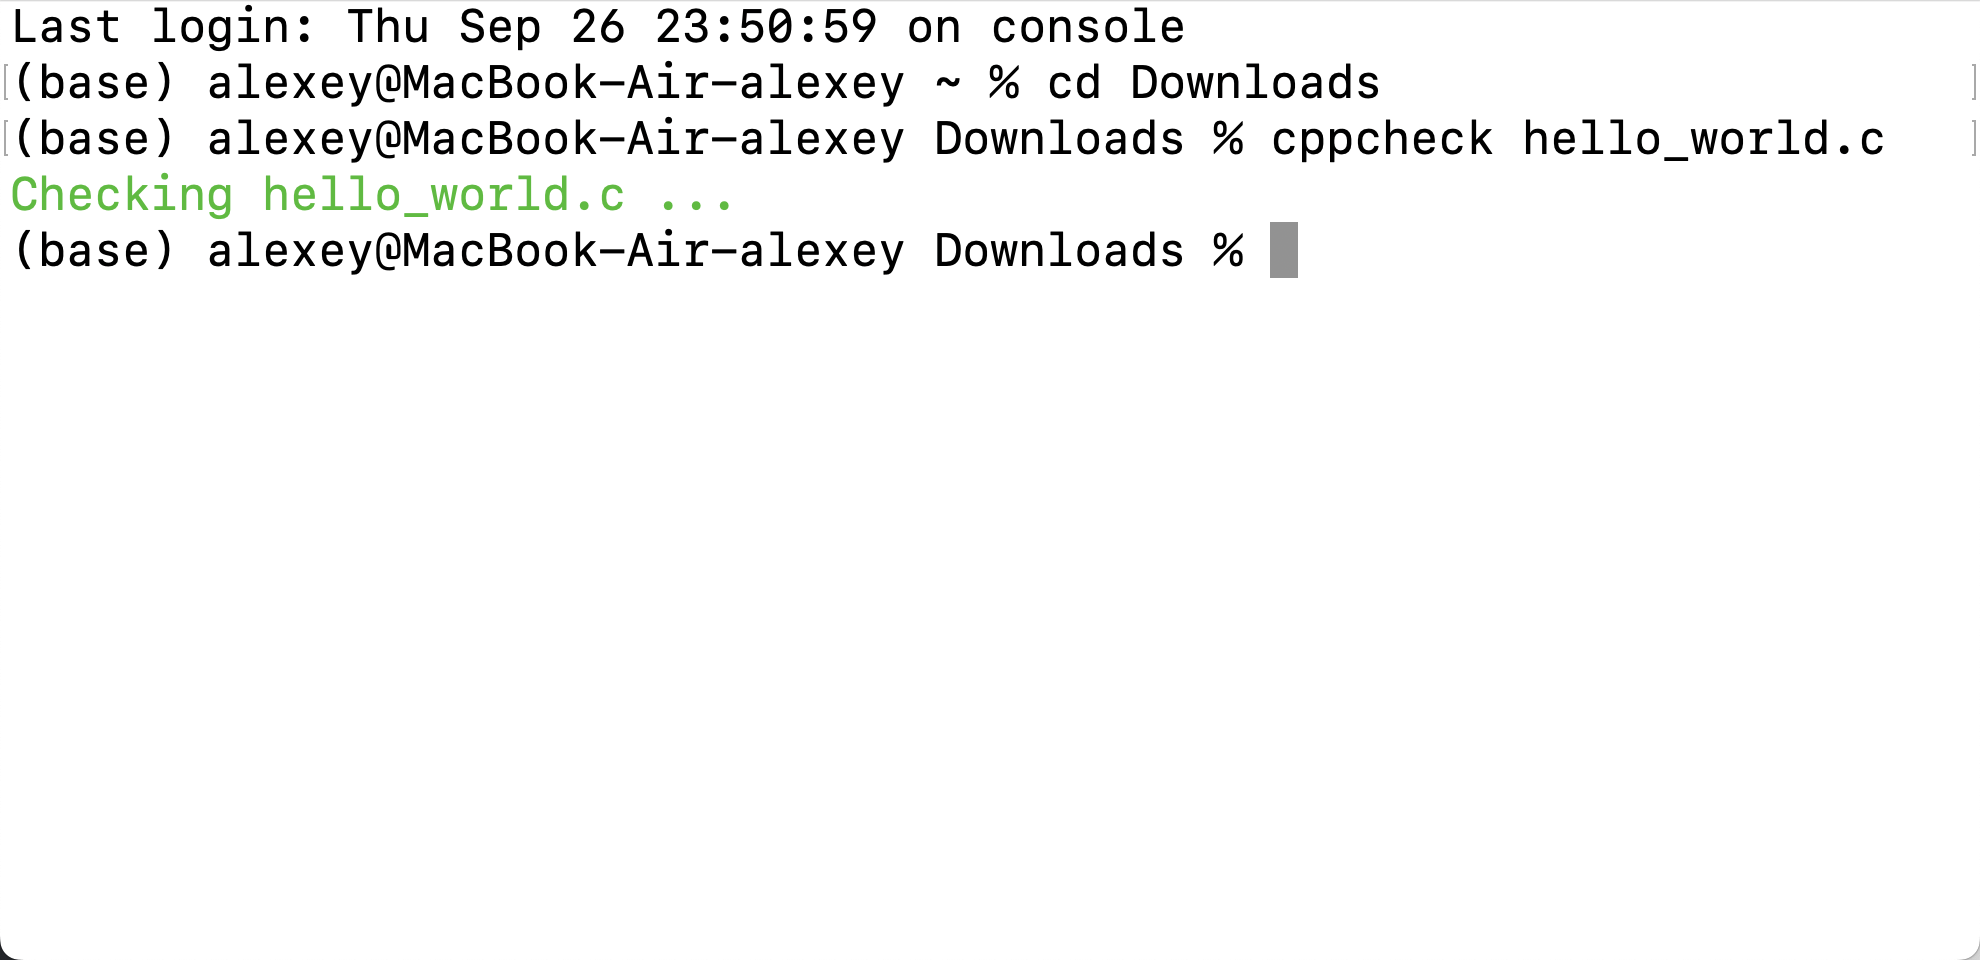 Last login: Thu Sep 26 23:50:59 on console
[(base) alexey@MacBook-Air-alexey ~ % cd Downloads ]
[(base) alexey@MacBook-Air-alexey Downloads % cppcheck hello_world.c ]
Checking hello_world.c ...
(base) alexey@MacBook-Air-alexey Downloads %